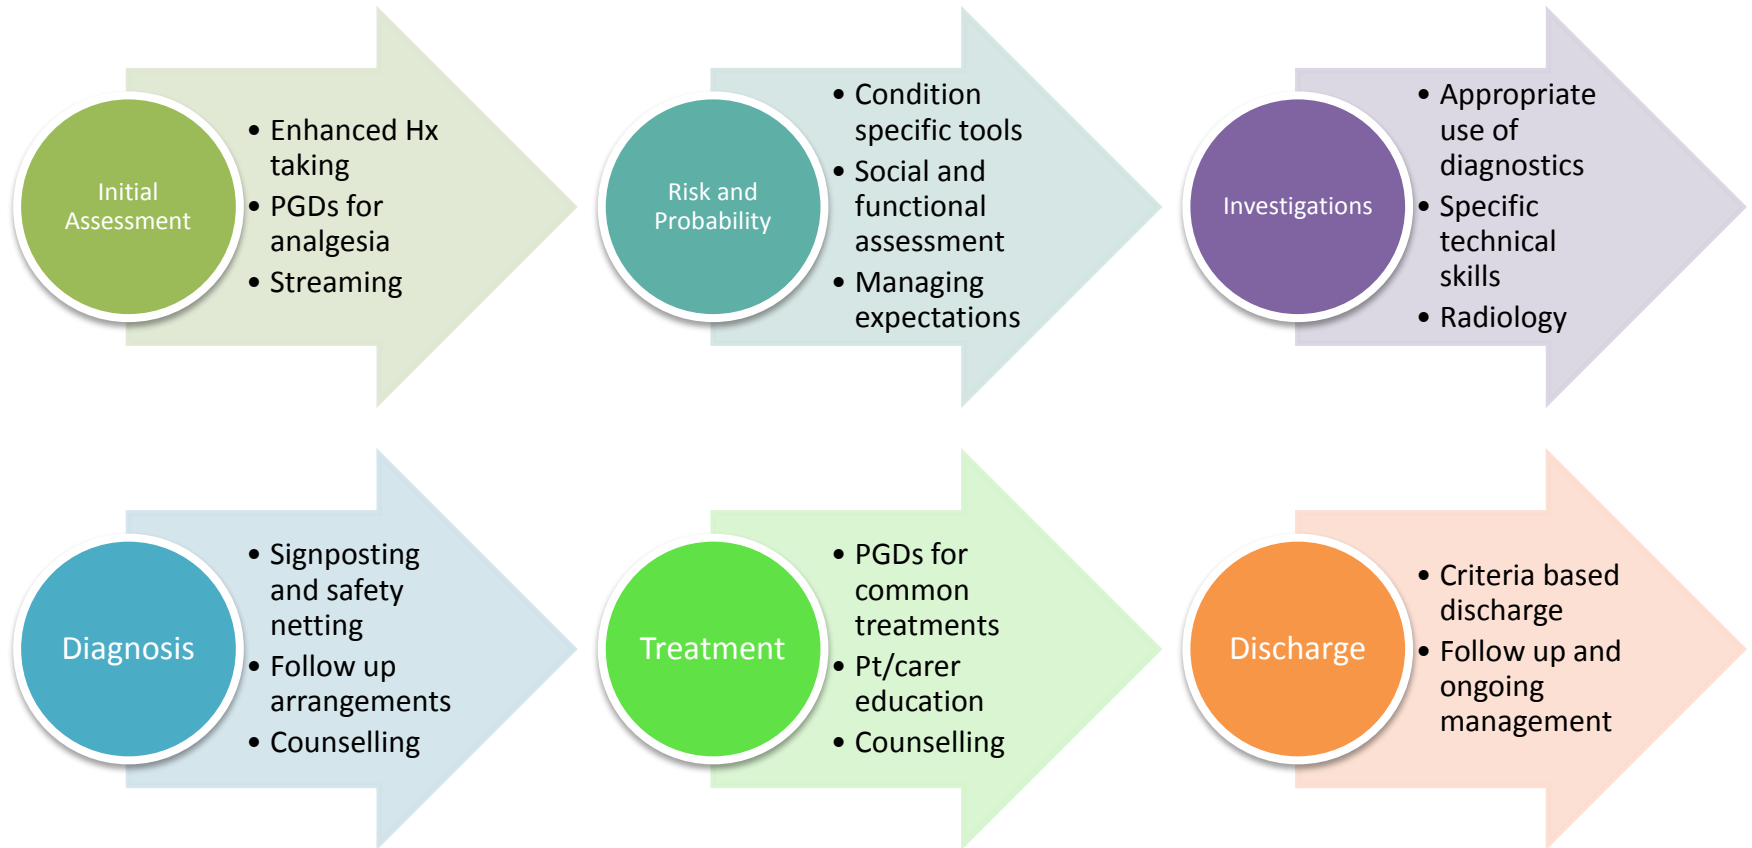 Initial
Assessment
• Enhanced Hx
taking
• PGDs for
analgesia
• Streaming
Risk and
Probability
• Condition
specific tools
• Social and
functional
assessment
• Managing
expectations
Investigations
• Appropriate
use of
diagnostics
• Specific
technical
skills
• Radiology
Diagnosis
• Signposting
and safety
netting
• Follow up
arrangements
• Counselling
Treatment
• PGDs for
common
treatments
• Pt/carer
education
• Counselling
Discharge
• Criteria based
discharge
• Follow up and
ongoing
management